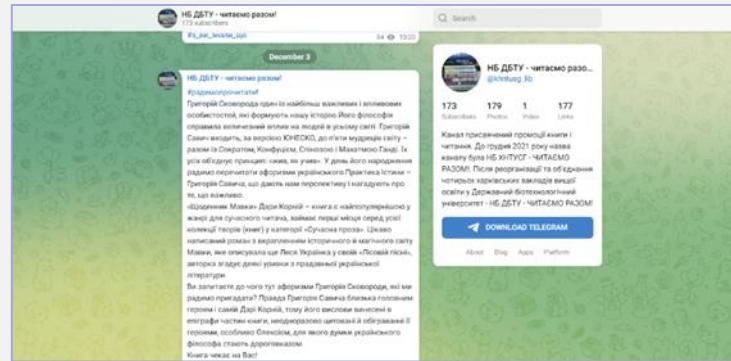 НБ ДБТУ - читаємо разом!
173 subscribers
Search
#а_ви_знали_що
54 13:20
December 3
НБ ДБТУ - читаємо разом!
#радимопрочитати!
Григорій Сковорода один із найбільш важливих і впливових
особистостей, які формують нашу історію Його філософія
справила величезний вплив на людей в усьому світі. Григорій
Савич входить, за версією ЮНЕСКО, до п'яти мудреців світу –
разом із Сократом, Конфуцієм, Спінозою і Махатмою Ганді. Їх
усіх об'єднує принцип: «жив, як учив». У день його народження
радимо перечитати афоризми українського Практика Істини –
Григорія Савича, що дають нам перспективу і нагадують про
те, що важливо.
«Щоденник Мавки» Дари Корній – книга є найпопулярнішою у
жанрі для сучасного читача, займає перші місця серед усієї
колекції творів (книг) у категорії «Сучасна проза». Цікаво
написаний роман з вкрапленням історичного й магічного світу
Мавки, яке описувала ще Леся Українка у своїй «Лісовій пісні»,
авторка згадує деякі уривки з прадавньої української
літератури.
Ви запитаєте до чого тут афоризми Григорія Сковороди, які ми
радимо пригадати? Правда Григорія Савича близька головним
героям і самій Дарі Корній, тому його вислови винесені в
епіграфи частин книги, неодноразово цитовані й обігравані її
героями, особливо Олексієм, для якого думки українського
філософа стають дороговказом.
Книга чекає на Вас!
НБ ДБТУ - читаємо разо...
@khntusg_lib
173 179 1 177
Subscribers Photos Video Links
Канал присвячений промоції книги і
читання. До грудня 2021 року назва
каналу була НБ ХНТУСГ - ЧИТАЄМО
РАЗОМ!. Після реорганізації та об'єднання
чотирьох харківських закладів вищої
освіти у Державний біотехнологічний
університет - НБ ДБТУ - ЧИТАЄМО РАЗОМ!
DOWNLOAD TELEGRAM
About Blog Apps Platform